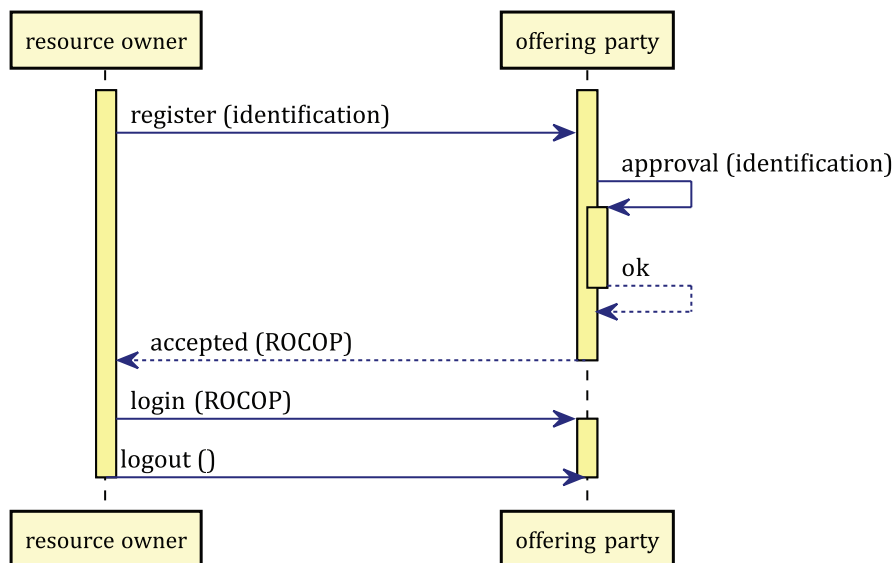 resource owner
offering party
register (identification)
approval (identification)
ok
accepted (ROCOP)
login (ROCOP)
logout ()
resource owner
offering party